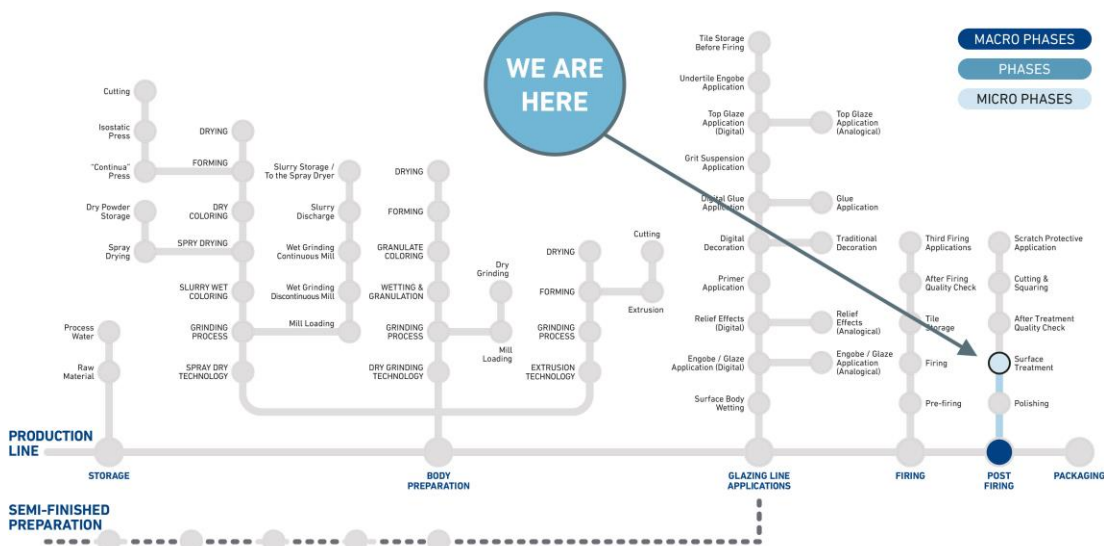 WE ARE
HERE
MACRO PHASES
PHASES
MICRO PHASES
Cutting
Isostatic
Press
"Continua"
Press
Dry Powder
Storage
Spray
Drying
Process
Water
Raw
Material
DRYING
FORMING
DRY
COLORING
SPRY DRYING
SLURRY WET
COLORING
GRINDING
PROCESS
SPRAY DRY
TECHNOLOGY
Slurry Storage /
To the Spray Dryer
Slurry
Discharge
Wet Grinding
Continuous Mill
Wet Grinding
Discontinuous Mill
Mill Loading
DRYING
FORMING
GRANULATE
COLORING
WETTING &
GRANULATION
GRINDING
PROCESS
DRY GRINDING
TECHNOLOGY
Dry
Grinding
Mill
Loading
DRYING
FORMING
GRINDING
PROCESS
EXTRUSION
TECHNOLOGY
Cutting
Extrusion
Tile Storage
Before Firing
Undertile Engobe
Application
Top Glaze
Application
(Digital)
Top Glaze
Application
(Analogical)
Grit Suspension
Application
Digital Glue
Application
Glue
Application
Digital
Decoration
Traditional
Decoration
Primer
Application
Relief Effects
(Digital)
Relief
Effects
(Analogical)
Engobe / Glaze
Application (Digital)
Engobe / Glaze
Application
(Analogical)
Surface Body
Wetting
Third Firing
Applications
After Firing
Quality Check
Tile
Storage
Firing
Pre-firing
Scratch Protective
Application
Cutting &
Squaring
After Treatment
Quality Check
Surface
Treatment
Polishing
PRODUCTION
LINE
STORAGE
BODY
PREPARATION
GLAZING LINE
APPLICATIONS
FIRING
POST
FIRING
PACKAGING
SEMI-FINISHED
PREPARATION